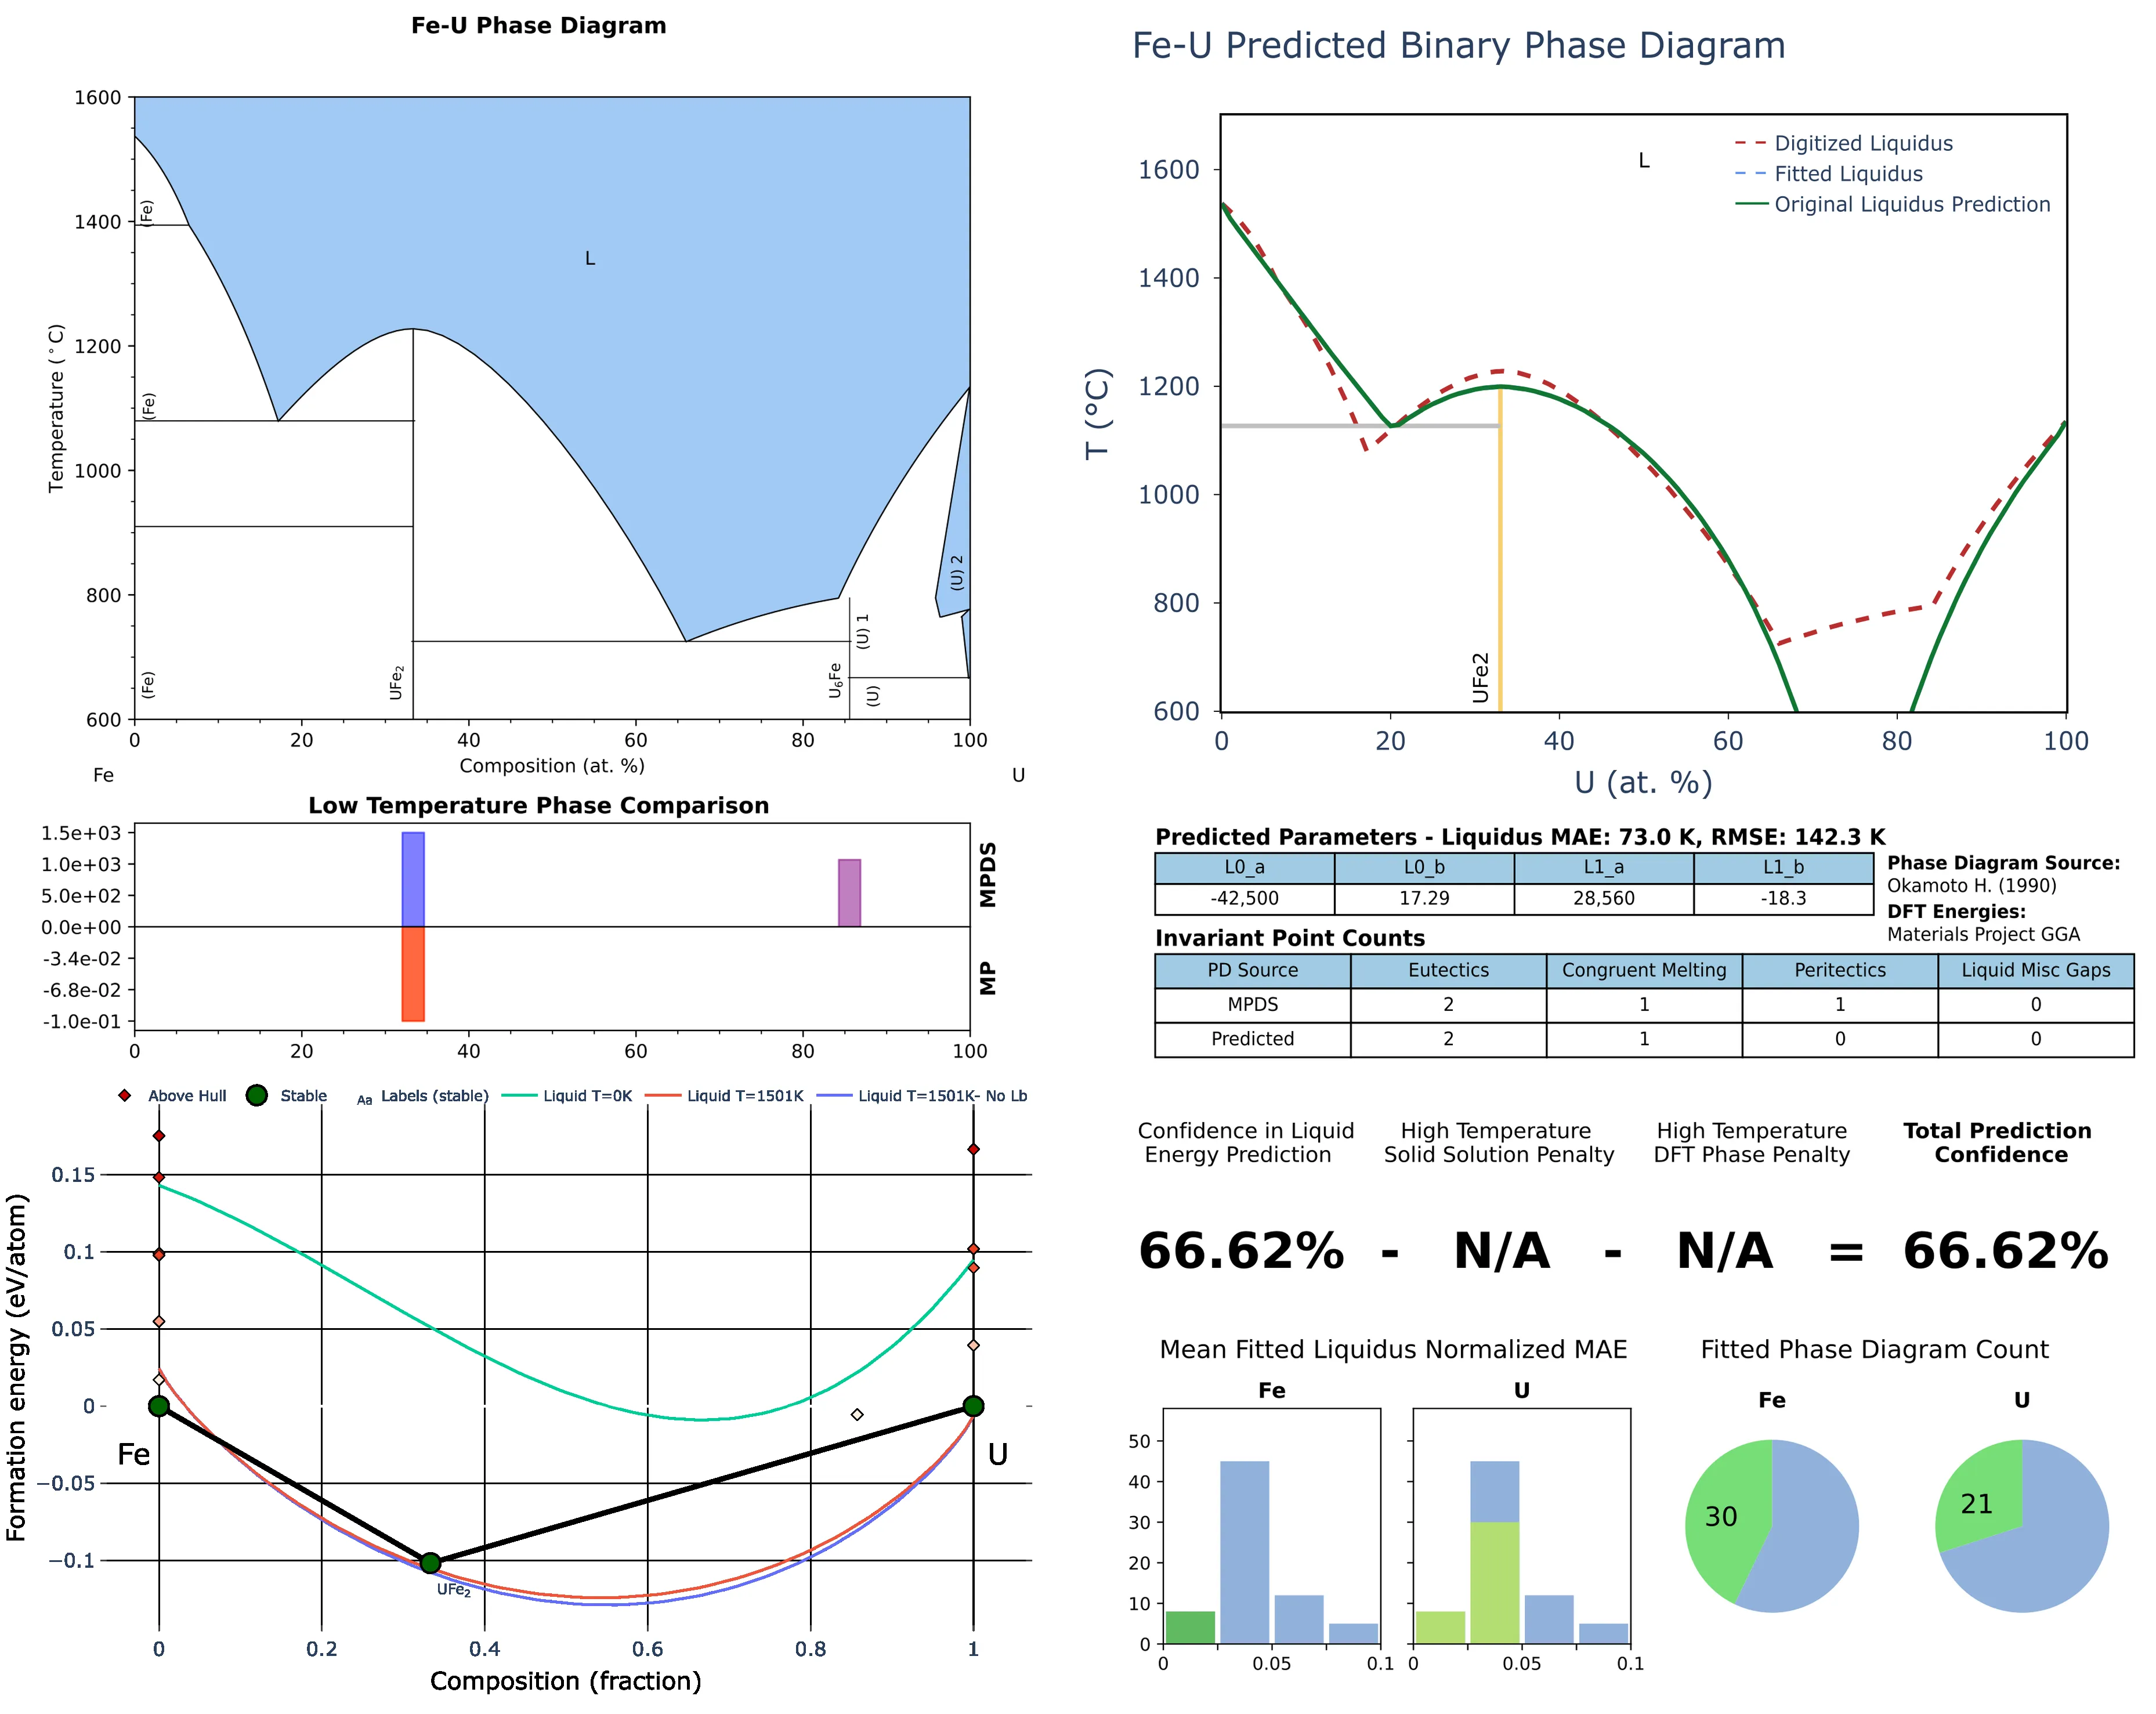 Fe-U Phase Diagram
1600
1400
1200
1000
800
600
Temperature (°C)
(Fe)
(Fe)
(Fe)
L
UFe2
U6Fe
(U) 1
(U)
(U) 2
0 20 40 60 80 100
Composition (at. %)
Fe U
Low Temperature Phase Comparison
1.5e+03
1.0e+03
5.0e+02
0.0e+00
-3.4e-02
-6.8e-02
-1.0e-01
MPDS
MP
0 20 40 60 80 100
Above Hull Stable Aa Labels (stable) Liquid T=0K Liquid T=1501K Liquid T=1501K- No Lb
0.15
0.1
0.05
0
−0.05
−0.1
Formation energy (eV/atom)
Fe U
UFe2
0 0.2 0.4 0.6 0.8 1
Composition (fraction)
Fe-U Predicted Binary Phase Diagram
L
Digitized Liquidus
Fitted Liquidus
Original Liquidus Prediction
1600
1400
1200
1000
800
600
T (°C)
UFe2
0 20 40 60 80 100
U (at. %)
Predicted Parameters - Liquidus MAE: 73.0 K, RMSE: 142.3 K
L0_a L0_b L1_a L1_b
-42,500 17.29 28,560 -18.3
Phase Diagram Source:
Okamoto H. (1990)
DFT Energies:
Materials Project GGA
Invariant Point Counts
PD Source Eutectics Congruent Melting Peritectics Liquid Misc Gaps
MPDS 2 1 1 0
Predicted 2 1 0 0
Confidence in Liquid
Energy Prediction
High Temperature
Solid Solution Penalty
High Temperature
DFT Phase Penalty
Total Prediction
Confidence
66.62% - N/A - N/A = 66.62%
Mean Fitted Liquidus Normalized MAE
Fe U
50
40
30
20
10
0
0 0.05 0.1
0 0.05 0.1
Fitted Phase Diagram Count
Fe U
30 21